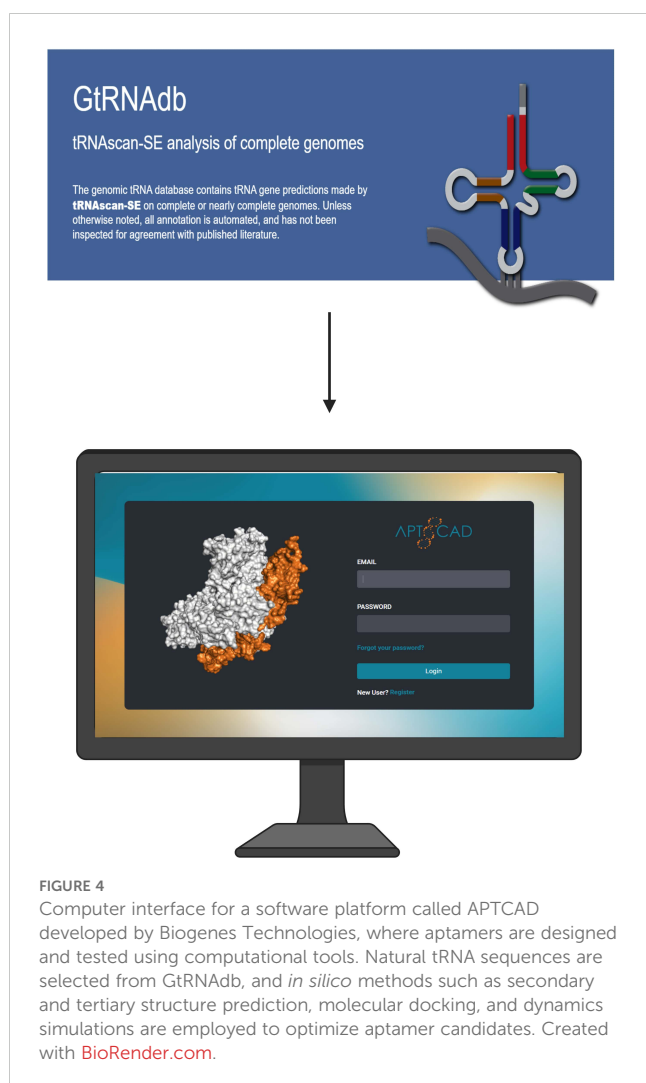 GtRNAdb
tRNAscan-SE analysis of complete genomes
The genomic tRNA database contains tRNA gene predictions made by
tRNAscan-SE on complete or nearly complete genomes. Unless
otherwise noted, all annotation is automated, and has not been
inspected for agreement with published literature.
APTCAD
EMAIL
PASSWORD
Forgot your password?
Login
New User? Register
FIGURE 4
Computer interface for a software platform called APTCAD
developed by Biogenes Technologies, where aptamers are designed
and tested using computational tools. Natural tRNA sequences are
selected from GtRNAdb, and in silico methods such as secondary
and tertiary structure prediction, molecular docking, and dynamics
simulations are employed to optimize aptamer candidates. Created
with BioRender.com.